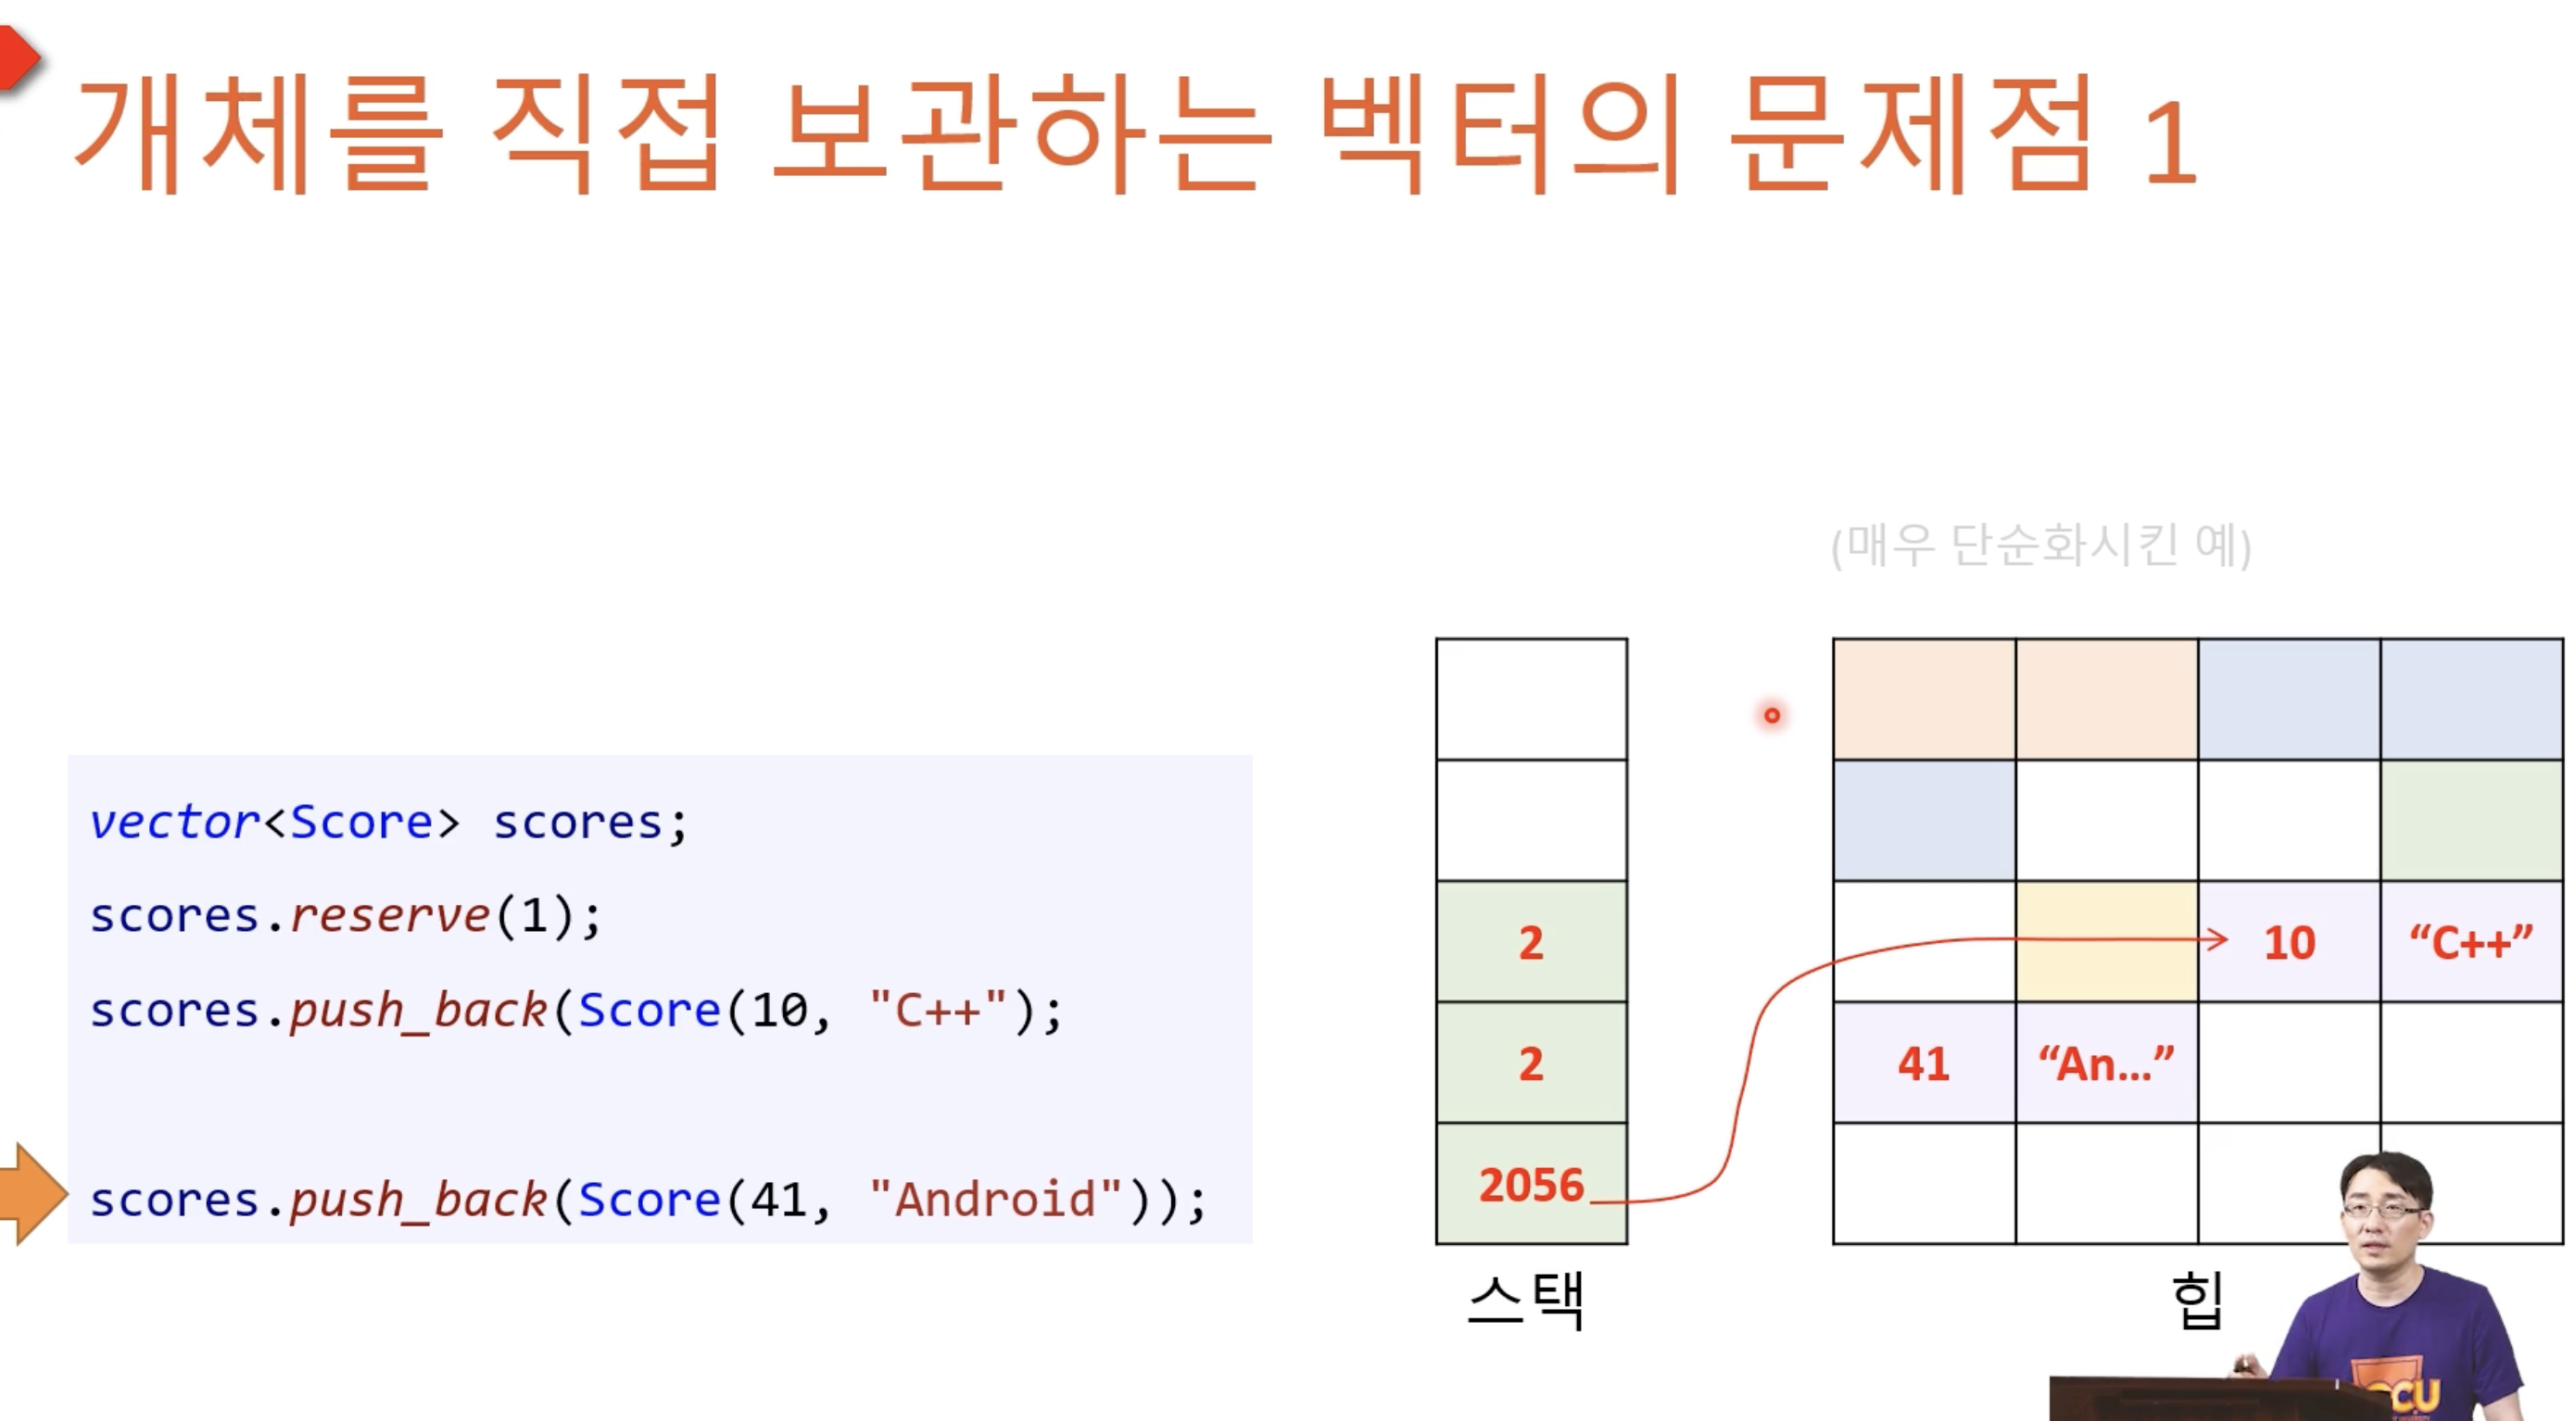 개체를 직접 보관하는 벡터의 문제점 1
(매우 단순화시킨 예)
vector<Score> scores;
scores.reserve(1);
scores.push_back(Score(10, "C++");
scores.push_back(Score(41, "Android"));
2
2
2056
스택
10 “C++”
41 “An...”
힙